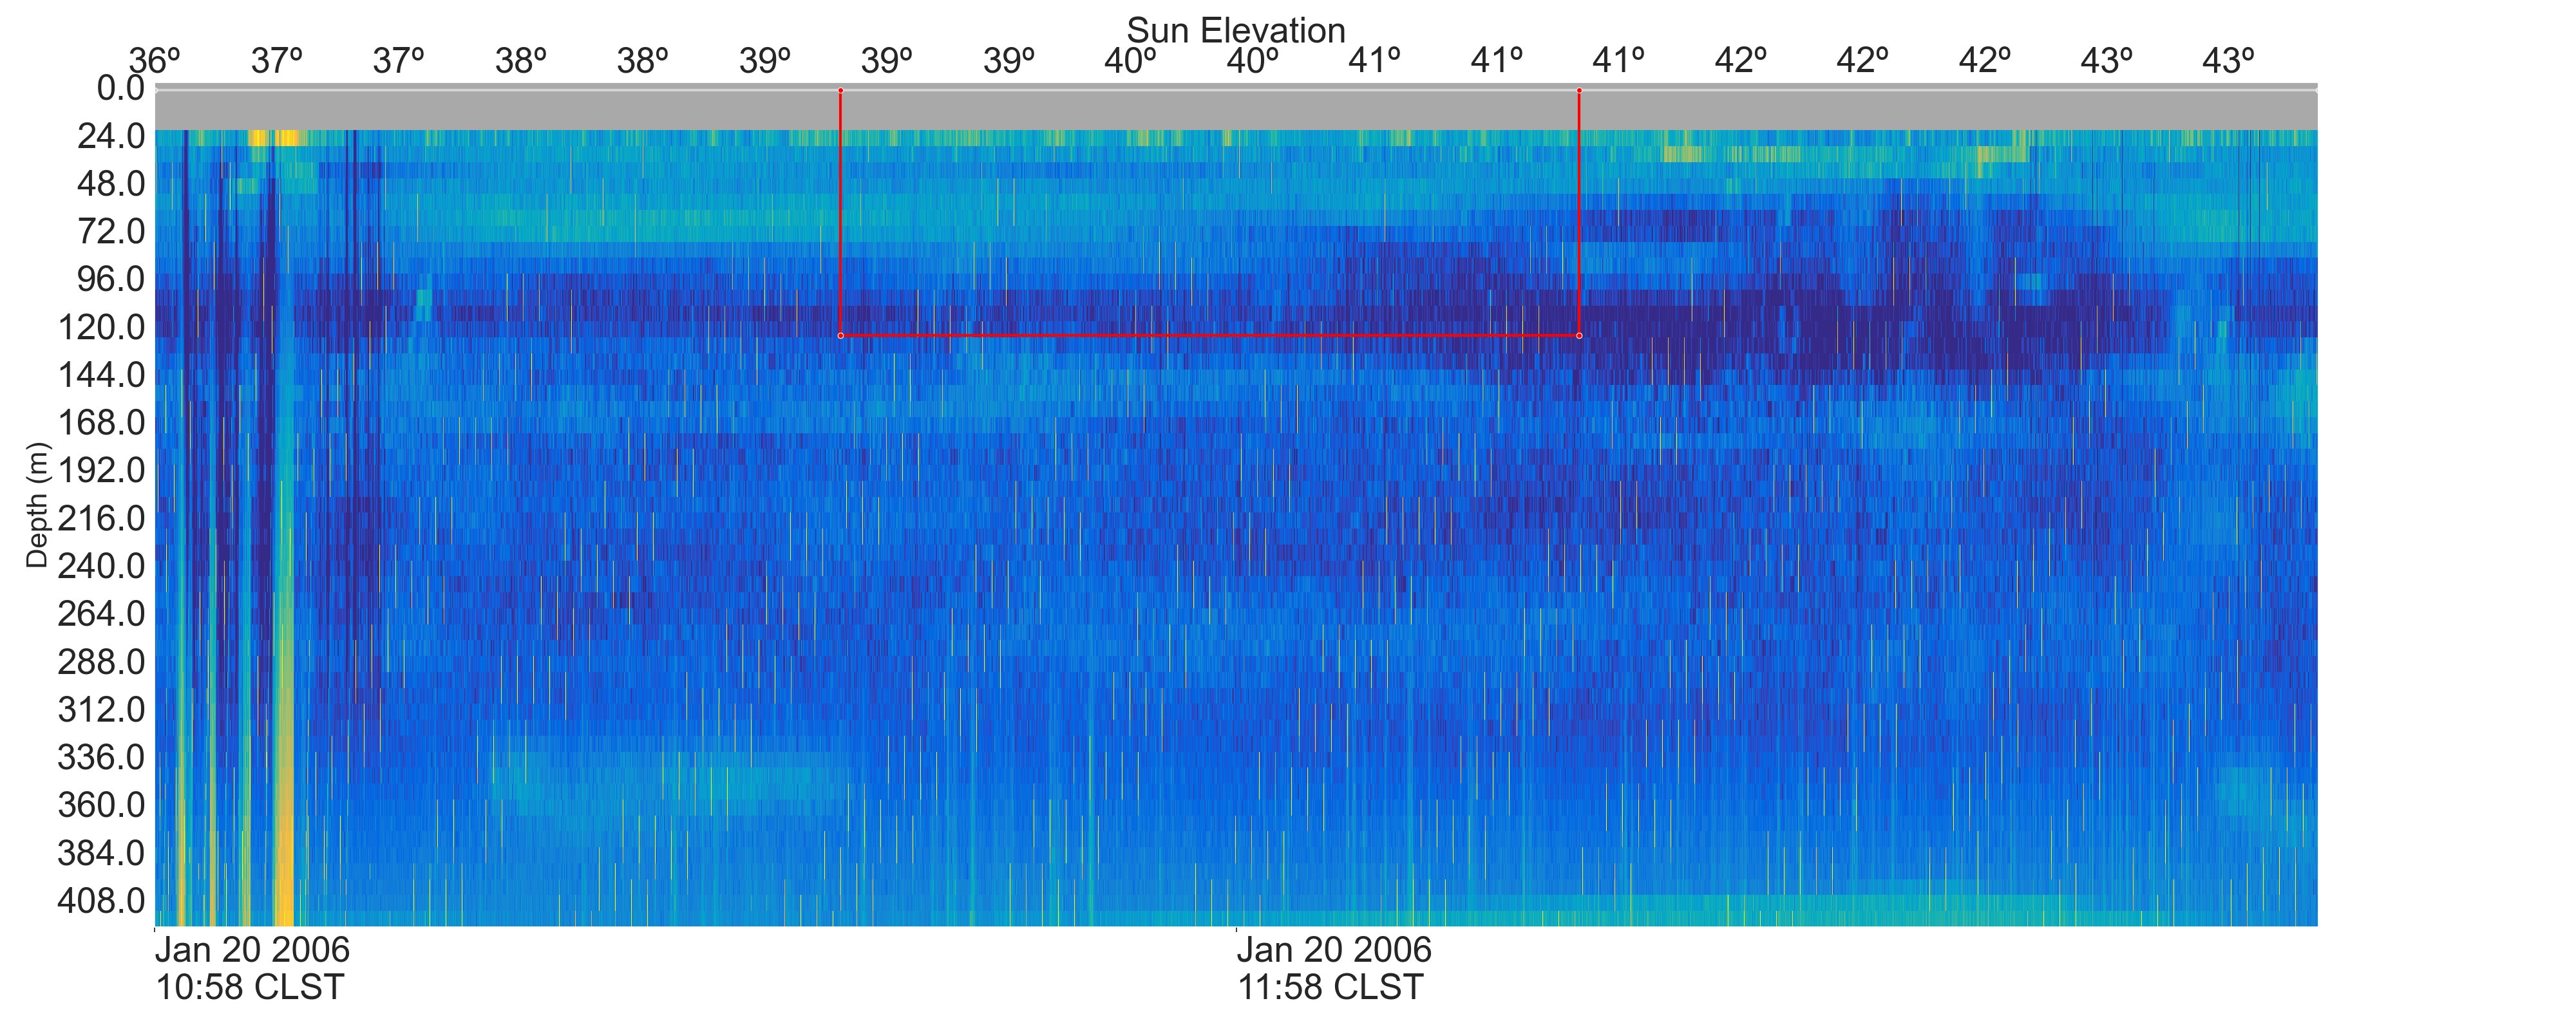 Sun Elevation
36º 37º 37º 38º 38º 39º 39º 39º 40º 40º 41º 41º 41º 42º 42º 42º 43º 43º
0.0
24.0
48.0
72.0
96.0
120.0
144.0
168.0
192.0
216.0
240.0
264.0
288.0
312.0
336.0
360.0
384.0
408.0
Depth (m)
Jan 20 2006
10:58 CLST
Jan 20 2006
11:58 CLST